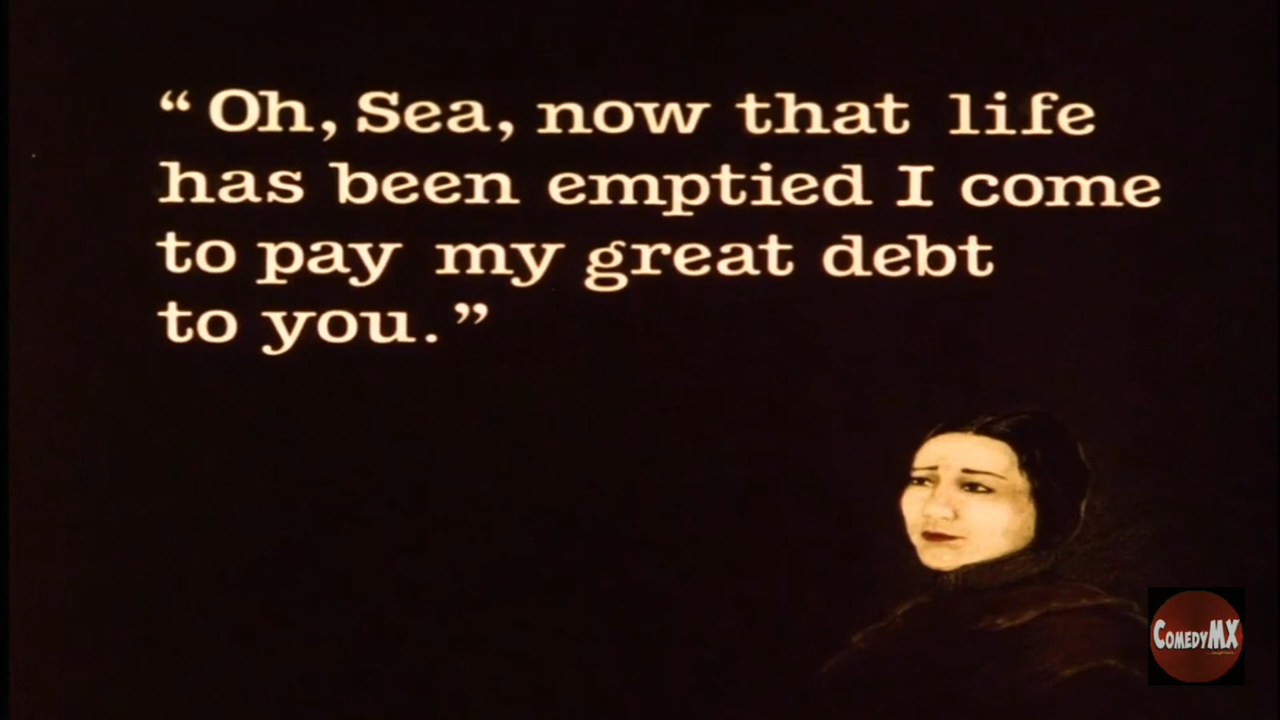 “ Oh, Sea, now that life
has been emptied I come
to pay my great debt
to you.”
COMEDYMX